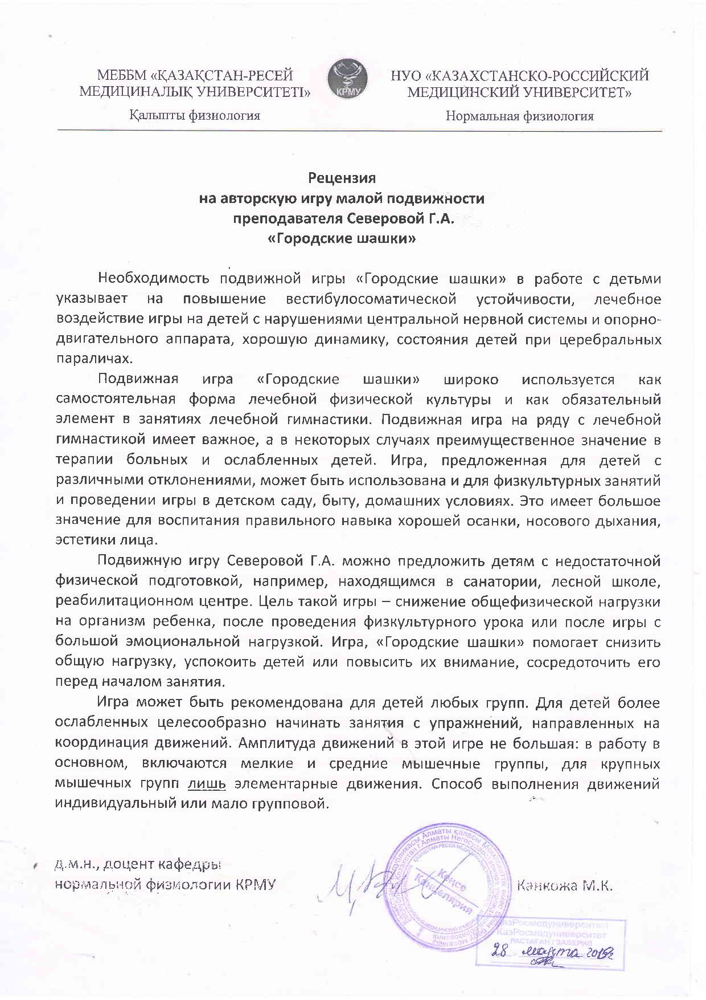 МЕББМ «ҚАЗАҚСТАН-РЕСЕЙ
МЕДИЦИНАЛЫҚ УНИВЕРСИТЕТІ»
Қалыпты физиология
КРМУ
НУО «КАЗАХСТАНСКО-РОССИЙСКИЙ
МЕДИЦИНСКИЙ УНИВЕРСИТЕТ»
Нормальная физиология
Рецензия
на авторскую игру малой подвижности
преподавателя Северовой Г.А.
«Городские шашки»
Необходимость подвижной игры «Городские шашки» в работе с детьми
указывает на повышение вестибулосоматической устойчивости, лечебное
воздействие игры на детей с нарушениями центральной нервной системы и опорно-
двигательного аппарата, хорошую динамику, состояния детей при церебральных
параличах.
Подвижная игра «Городские шашки» широко используется как
самостоятельная форма лечебной физической культуры и как обязательный
элемент в занятиях лечебной гимнастики. Подвижная игра на ряду с лечебной
гимнастикой имеет важное, а в некоторых случаях преимущественное значение в
терапии больных и ослабленных детей. Игра, предложенная для детей с
различными отклонениями, может быть использована и для физкультурных занятий
и проведении игры в детском саду, быту, домашних условиях. Это имеет большое
значение для воспитания правильного навыка хорошей осанки, носового дыхания,
эстетики лица.
Подвижную игру Северовой Г.А. можно предложить детям с недостаточной
физической подготовкой, например, находящимся в санатории, лесной школе,
реабилитационном центре. Цель такой игры – снижение общефизической нагрузки
на организм ребенка, после проведения физкультурного урока или после игры с
большой эмоциональной нагрузкой. Игра, «Городские шашки» помогает снизить
общую нагрузку, успокоить детей или повысить их внимание, сосредоточить его
перед началом занятия.
Игра может быть рекомендована для детей любых групп. Для детей более
ослабленных целесообразно начинать занятия с упражнений, направленных на
координация движений. Амплитуда движений в этой игре не большая: в работу в
основном, включаются мелкие и средние мышечные группы, для крупных
мышечных групп лишь элементарные движения. Способ выполнения движений
индивидуальный или мало групповой.
д.м.н., доцент кафедры
нормальной физиологии КРМУ
Канкожа М.К.
Кеңсе
Канцелярия
КазРосмедуниверситеті
КазРосмедуниверситет
РАСТАҒАН / ЗАВЕРИЛ
28 марта